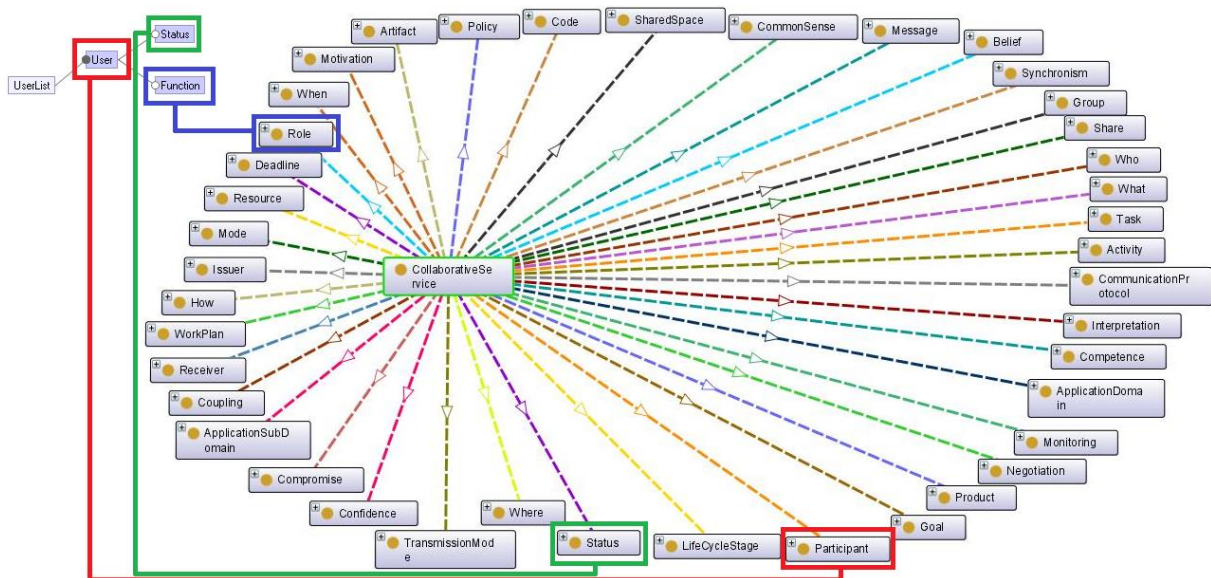 Status
User
UserList
Function
Artifact
Policy
Code
SharedSpace
CommonSense
Message
Belief
Synchronism
Group
Share
Who
What
Task
Activity
CommunicationPr
otocol
Interpretation
Competence
ApplicationDoma
in
Monitoring
Negotiation
Product
Goal
Participant
LifeCycleStage
Status
Where
TransmissionMod
e
Confidence
Compromise
ApplicationSubD
omain
Coupling
Receiver
WorkPlan
How
Issuer
Mode
Resource
Deadline
Role
When
Motivation
CollaborativeSe
rvice